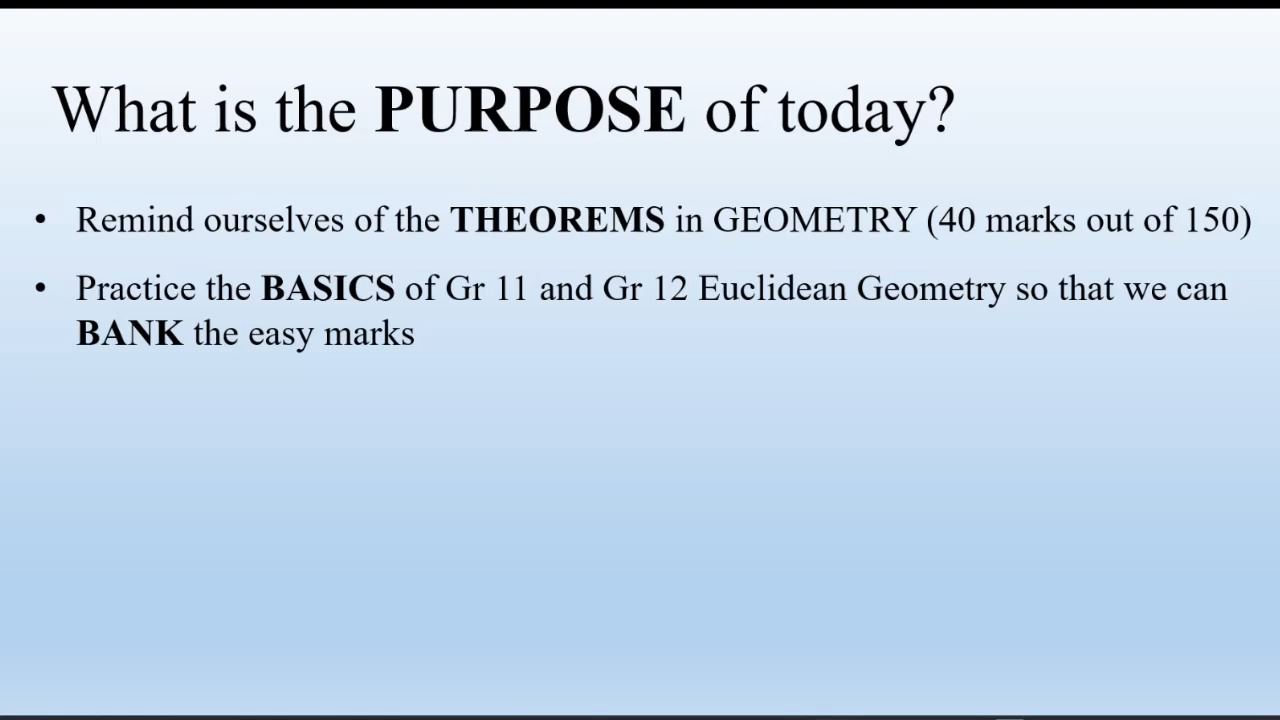 What is the PURPOSE of today?
• Remind ourselves of the THEOREMS in GEOMETRY (40 marks out of 150)
• Practice the BASICS of Gr 11 and Gr 12 Euclidean Geometry so that we can
BANK the easy marks